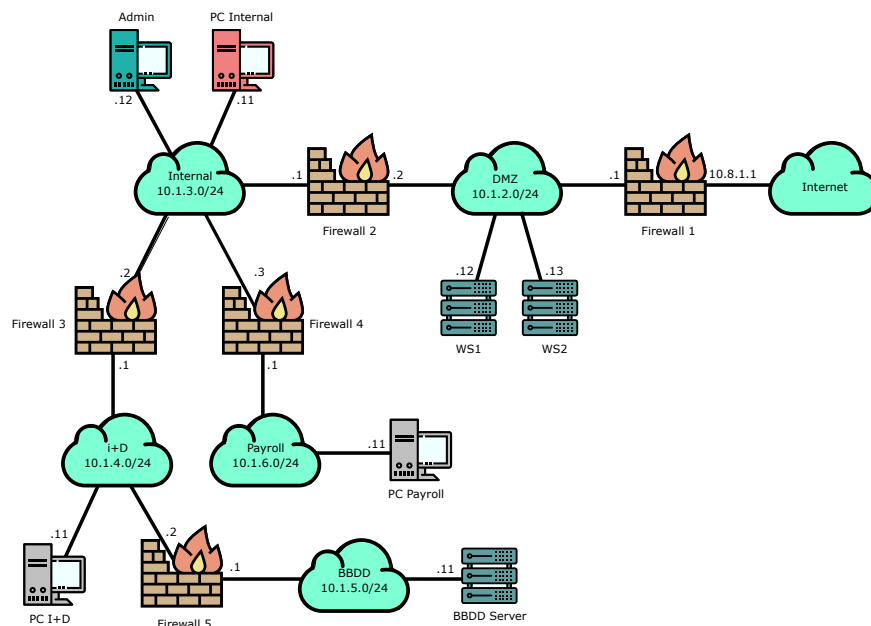 Admin
PC Internal
.12
.11
Internal
10.1.3.0/24
.1
.2
DMZ
10.1.2.0/24
.1
10.8.1.1
Internet
Firewall 2
Firewall 1
.2
.3
.12
.13
Firewall 3
Firewall 4
WS1
WS2
.1
.1
i+D
10.1.4.0/24
Payroll
10.1.6.0/24
.11
PC Payroll
.11
.2
.1
BBDD
10.1.5.0/24
.11
PC I+D
Firewall 5
BBDD Server